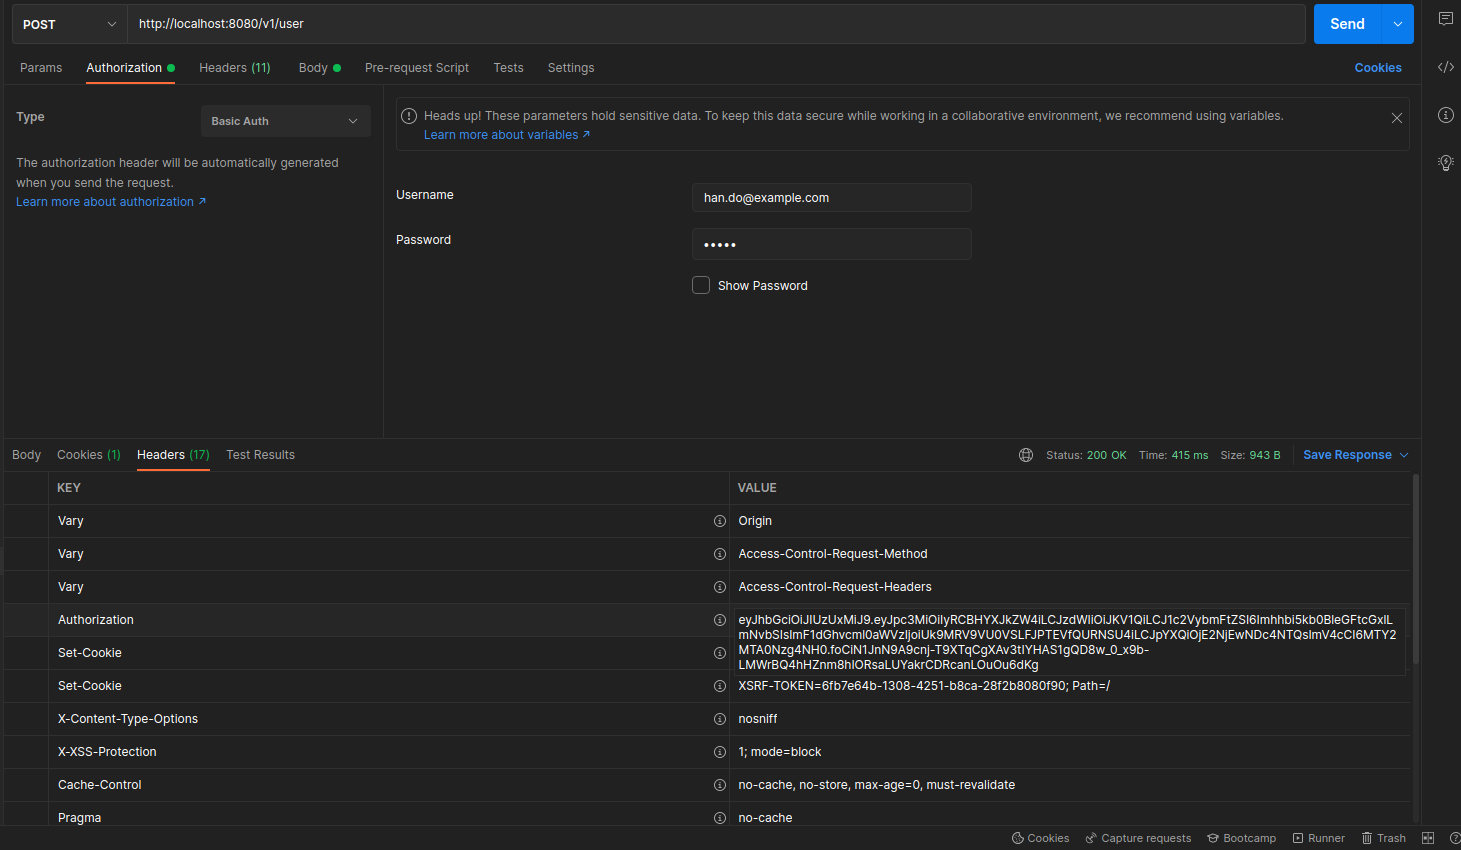 POST http://localhost:8080/v1/user Send
Params Authorization Headers (11) Body Pre-request Script Tests Settings Cookies
Type Basic Auth
The authorization header will be automatically generated
when you send the request.
Learn more about authorization ↗
Heads up! These parameters hold sensitive data. To keep this data secure while working in a collaborative environment, we recommend using variables.
Learn more about variables ↗
Username han.do@example.com
Password •••••
Show Password
Body Cookies (1) Headers (17) Test Results Status: 200 OK Time: 415 ms Size: 943 B Save Response
KEY VALUE
Vary Origin
Vary Access-Control-Request-Method
Vary Access-Control-Request-Headers
Authorization
eyJhbGciOiJIUzUxMiJ9.eyJpc3MiOiIyRCBHYXJkZW4iLCJzdWIiOiJKV1QiLCJ1c2VybmFtZSI6Imhhbi5kb0BleGFtcGxlL
mNvbSIsImF1dGhvcml0aWVzIjoiUk9MRV9VU0VSLFJPTEVfQURNSU4iLCJpYXQiOjE2NjEwNDc4NTQsImV4cCI6MTY2
MTA0Nzg4NH0.foCiN1JnN9A9cnj-T9XTqCgXAv3tIYHAS1gQD8w_0_x9b-
LMWrBQ4hHZnm8hIORsaLUYakrCDRcanLOuOu6dKg
Set-Cookie
Set-Cookie XSRF-TOKEN=6fb7e64b-1308-4251-b8ca-28f2b8080f90; Path=/
X-Content-Type-Options nosniff
X-XSS-Protection 1; mode=block
Cache-Control no-cache, no-store, max-age=0, must-revalidate
Pragma no-cache
Cookies Capture requests Bootcamp Runner Trash